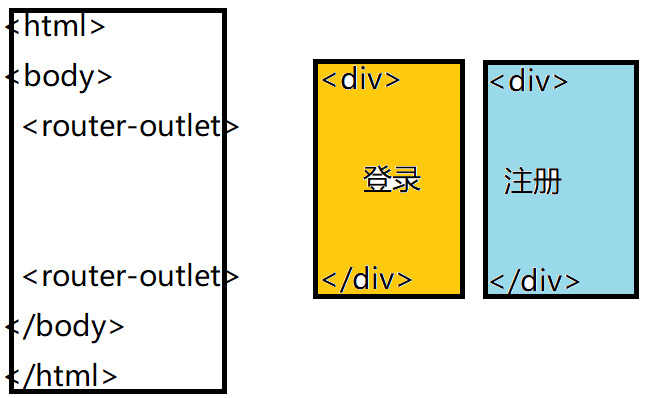 <html>
<body>
<router-outlet>
<router-outlet>
</body>
</html>
<div>
登录
</div>
<div>
注册
</div>